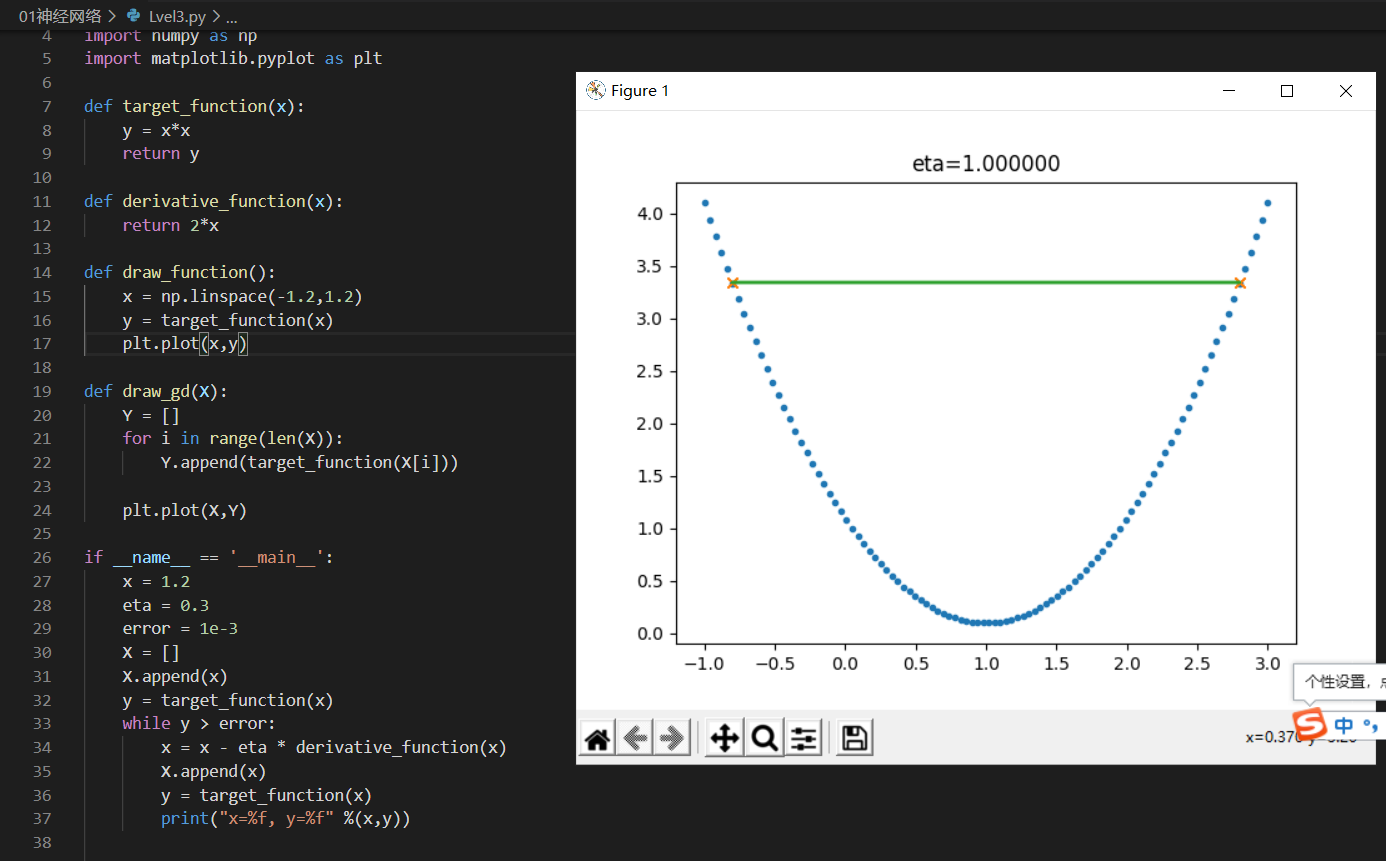 01神经网络 > Lvel3.py > ...
4 import numpy as np
5 import matplotlib.pyplot as plt
6
7 def target_function(x):
8 y = x*x
9 return y
10
11 def derivative_function(x):
12 return 2*x
13
14 def draw_function():
15 x = np.linspace(-1.2,1.2)
16 y = target_function(x)
17 plt.plot(x,y)
18
19 def draw_gd(X):
20 Y = []
21 for i in range(len(X)):
22 Y.append(target_function(X[i]))
23
24 plt.plot(X,Y)
25
26 if __name__ == '__main__':
27 x = 1.2
28 eta = 0.3
29 error = 1e-3
30 X = []
31 X.append(x)
32 y = target_function(x)
33 while y > error:
34 x = x - eta * derivative_function(x)
35 X.append(x)
36 y = target_function(x)
37 print("x=%f, y=%f" %(x,y))
38
Figure 1
eta=1.000000
4.0
3.5
3.0
2.5
2.0
1.5
1.0
0.5
0.0
−1.0 −0.5 0.0 0.5 1.0 1.5 2.0 2.5 3.0
个性设置，
S 中 °，
x=0.370